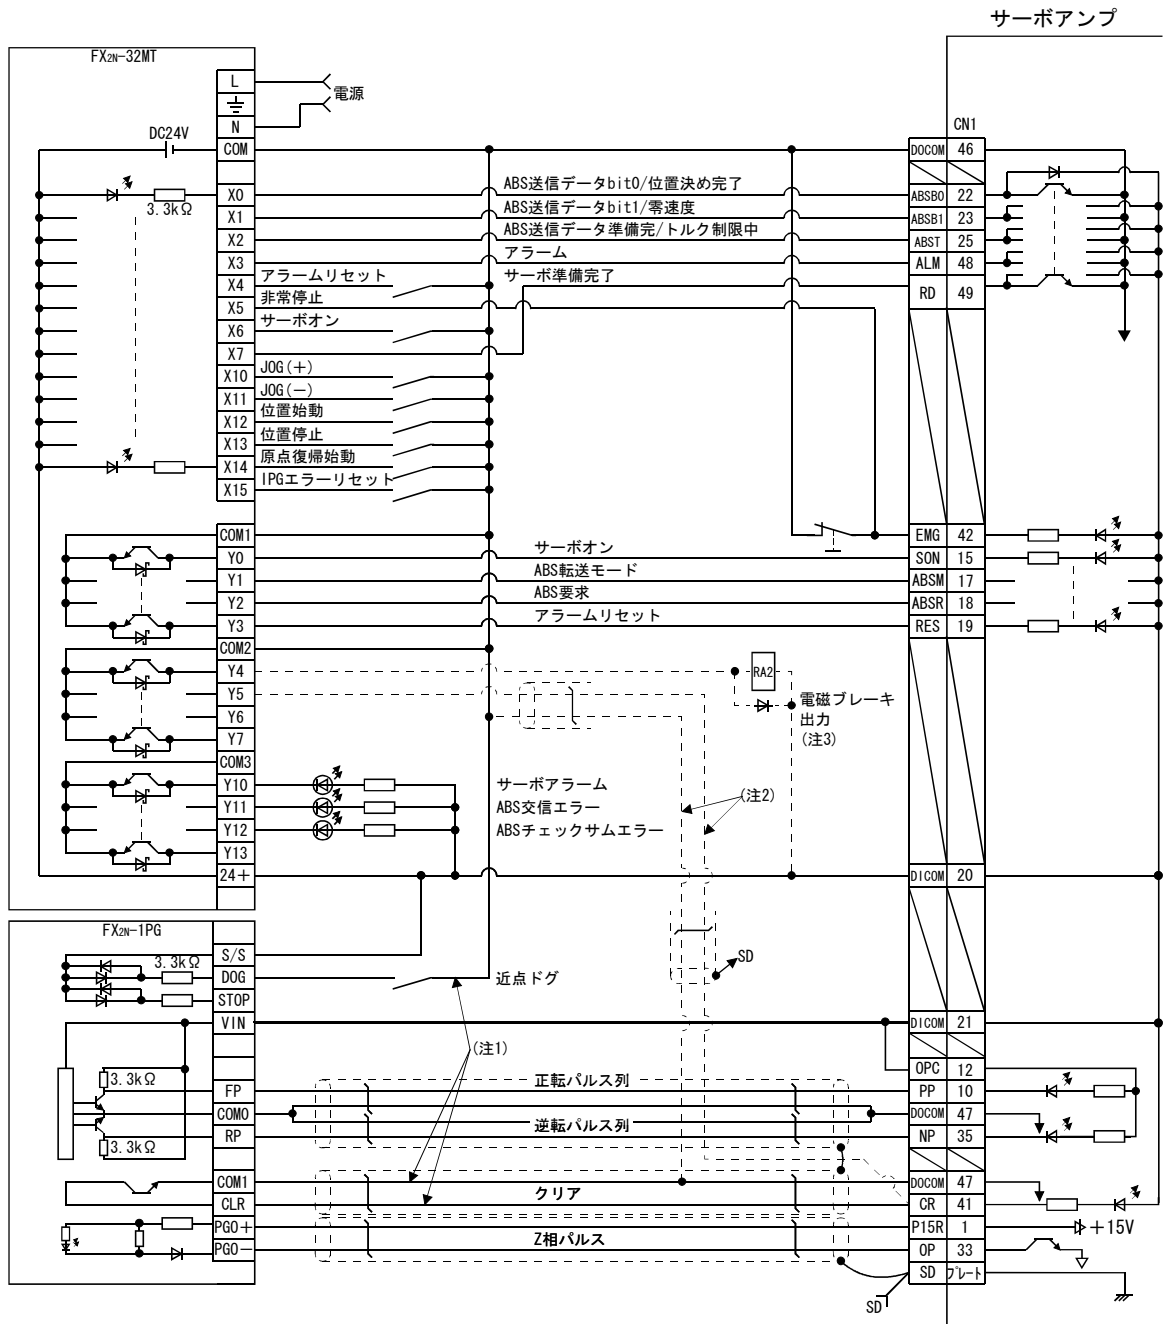 サーボアンプ
FX2N-32MT
L
電源
N
DC24V
CN1
COM
DOCOM 46
ABS送信データbit0/位置決め完了
X0
ABSB0 22
3.3kΩ
ABS送信データbit1/零速度
X1
ABSB1 23
ABS送信データ準備完/トルク制限中
X2
ABST 25
アラーム
X3
ALM 48
アラームリセット
サーボ準備完了
X4
RD 49
非常停止
X5
サーボオン
X6
X7
JOG(+)
X10
JOG(−)
X11
位置始動
X12
位置停止
X13
原点復帰始動
X14
IPGエラーリセット
X15
COM1
EMG 42
サーボオン
Y0
SON 15
ABS転送モード
Y1
ABSM 17
ABS要求
Y2
ABSR 18
アラームリセット
Y3
RES 19
COM2
Y4
RA2
Y5
電磁ブレーキ
出力
(注3)
Y6
Y7
COM3
Y10
サーボアラーム
(注2)
Y11
ABS交信エラー
Y12
ABSチェックサムエラー
Y13
24+
DICOM 20
FX2N-1PG
S/S
3.3kΩ
SD
DOG
近点ドグ
STOP
VIN
DICOM 21
(注1)
OPC 12
3.3kΩ
正転パルス列
FP
PP 10
COM0
DOCOM 47
逆転パルス列
RP
NP 35
3.3kΩ
COM1
DOCOM 47
クリア
CLR
CR 41
PGO+
P15R 1
+15V
Z相パルス
PGO−
OP 33
SD プレート
SD